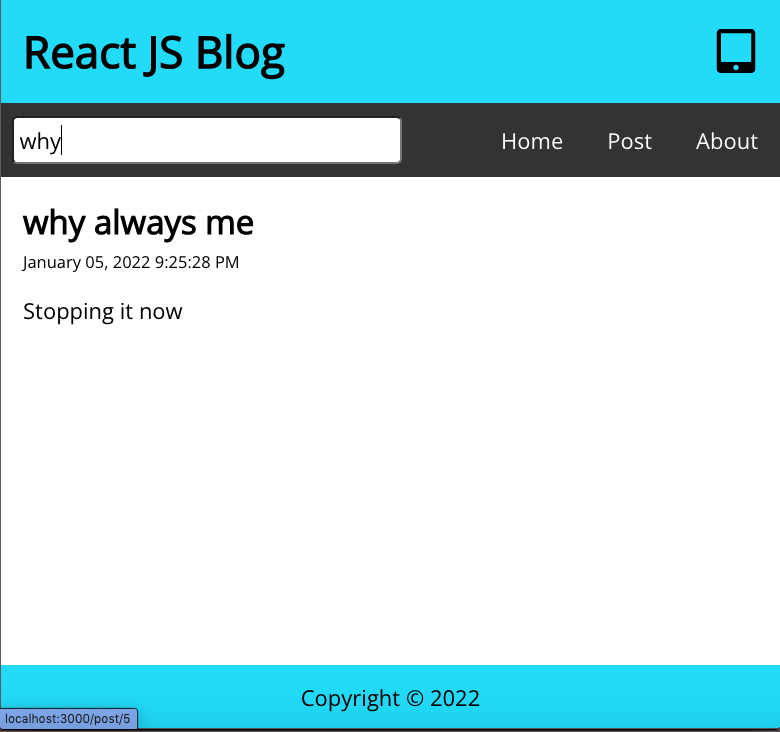 React JS Blog
why
Home Post About
why always me
January 05, 2022 9:25:28 PM
Stopping it now
Copyright © 2022
localhost:3000/post/5